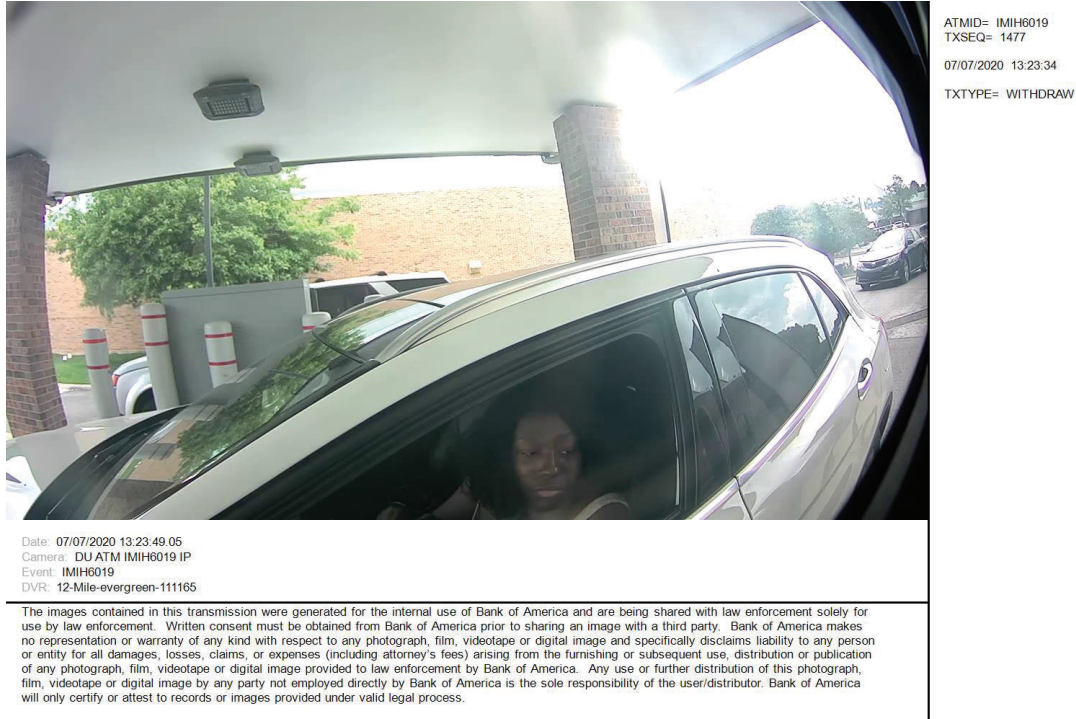 ATMID= IMIH6019
TXSEQ= 1477
07/07/2020 13:23:34
TXTYPE= WITHDRAW
Date: 07/07/2020 13:23:49.05
Camera: DU ATM IMIH6019 IP
Event: IMIH6019
DVR: 12-Mile-evergreen-111165
The images contained in this transmission were generated for the internal use of Bank of America and are being shared with law enforcement solely for
use by law enforcement. Written consent must be obtained from Bank of America prior to sharing an image with a third party. Bank of America makes
no representation or warranty of any kind with respect to any photograph, film, videotape or digital image and specifically disclaims liability to any person
or entity for all damages, losses, claims, or expenses (including attorney's fees) arising from the furnishing or subsequent use, distribution or publication
of any photograph, film, videotape or digital image provided to law enforcement by Bank of America. Any use or further distribution of this photograph,
film, videotape or digital image by any party not employed directly by Bank of America is the sole responsibility of the user/distributor. Bank of America
will only certify or attest to records or images provided under valid legal process.